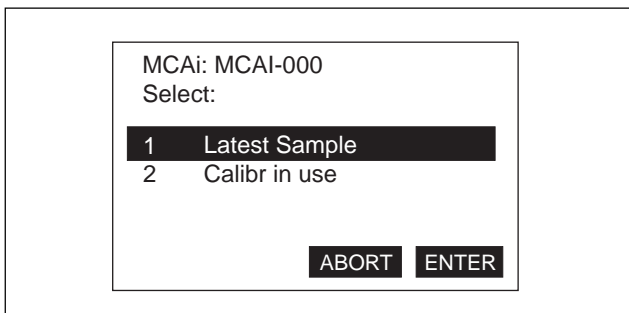 MCAi: MCAI-000
Select:
1 Latest Sample
2 Calibr in use
ABORT ENTER